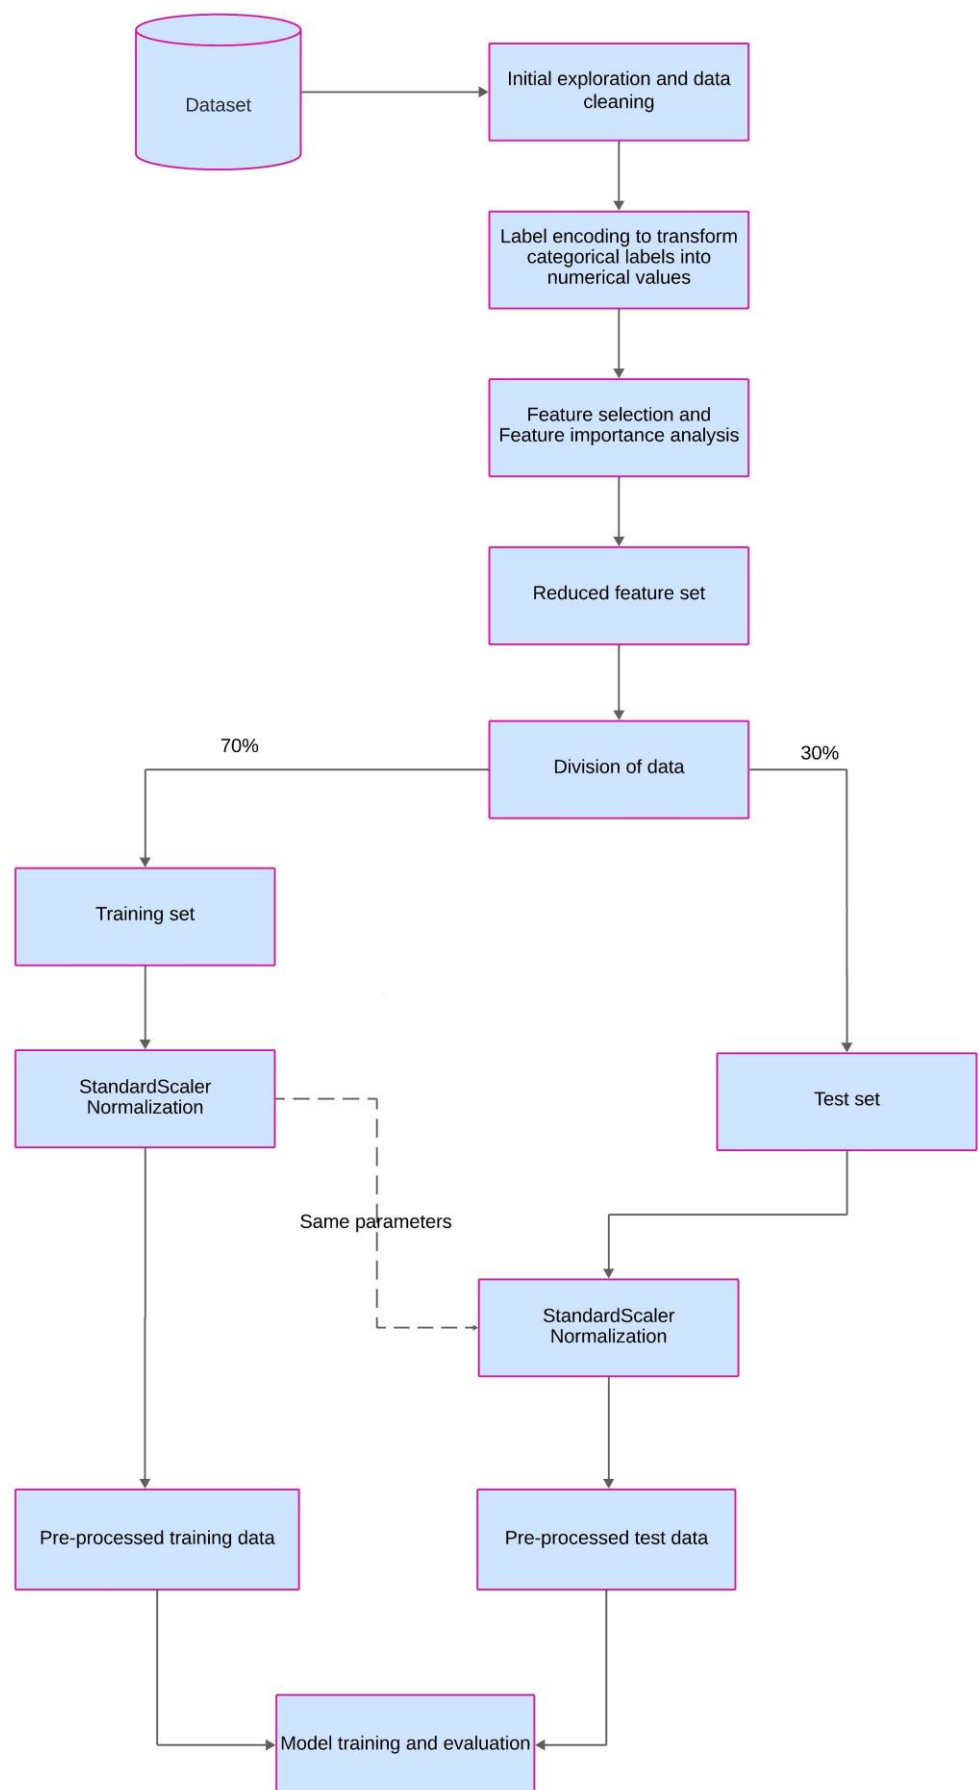 Dataset
Initial exploration and data
cleaning
Label encoding to transform
categorical labels into
numerical values
Feature selection and
Feature importance analysis
Reduced feature set
Division of data
70%
30%
Training set
StandardScaler
Normalization
Test set
Same parameters
StandardScaler
Normalization
Pre-processed training data
Pre-processed test data
Model training and evaluation